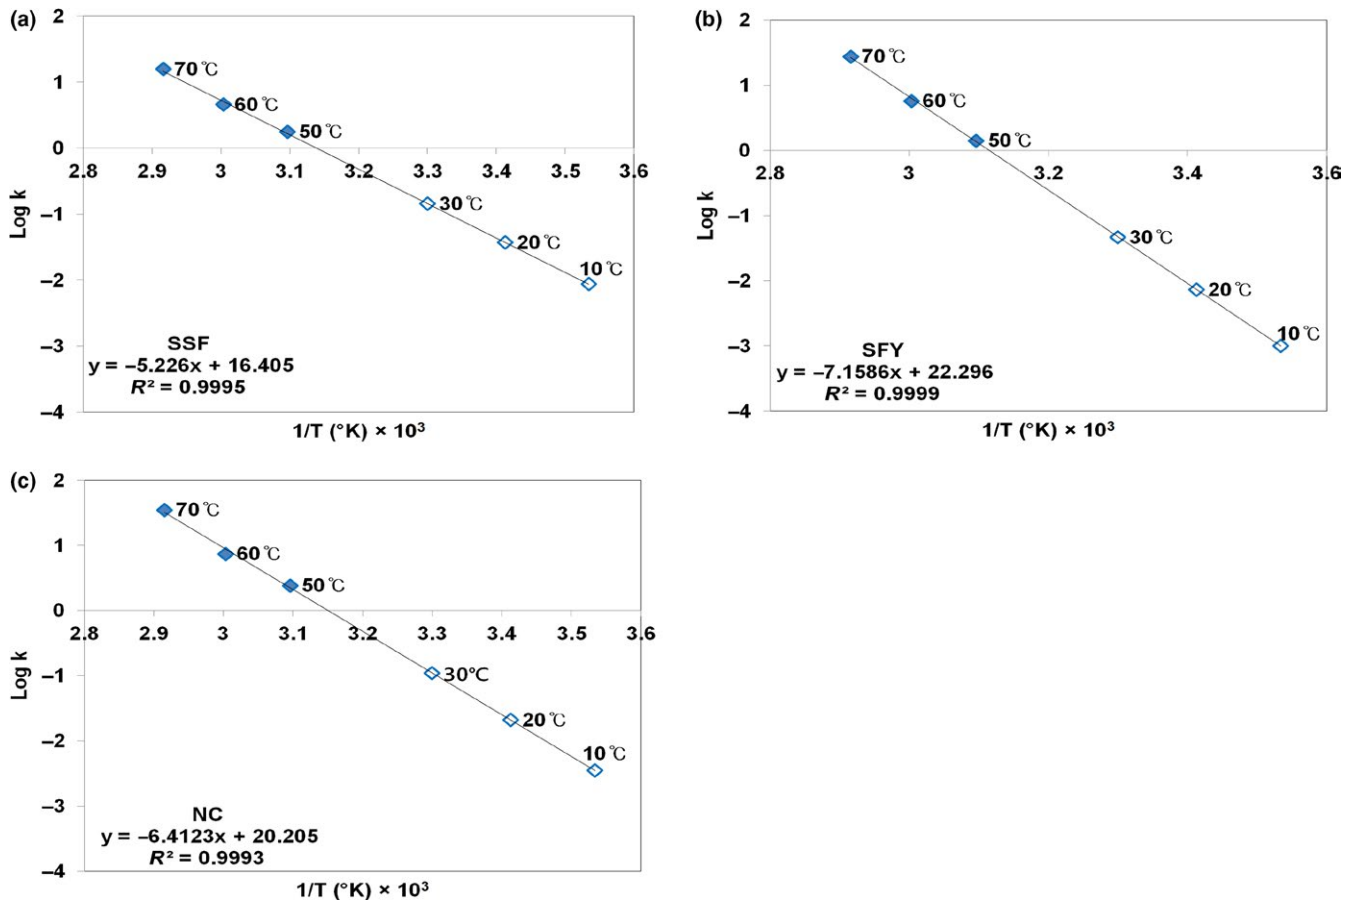 (a)
2
1
0
–1
–2
–3
–4
Log k
2.8 2.9 3 3.1 3.2 3.3 3.4 3.5 3.6
70℃
60℃
50℃
30℃
20℃
10℃
SSF
y = –5.226x + 16.405
R² = 0.9995
1/T (°K) × 10³
(b)
2
1
0
–1
–2
–3
–4
Log k
2.8 3 3.2 3.4 3.6
70℃
60℃
50℃
30℃
20℃
10℃
SFY
y = –7.1586x + 22.296
R² = 0.9999
1/T (°K) × 10³
(c)
2
1
0
–1
–2
–3
–4
Log k
2.8 2.9 3 3.1 3.2 3.3 3.4 3.5 3.6
70℃
60℃
50℃
30°C
20℃
10℃
NC
y = –6.4123x + 20.205
R² = 0.9993
1/T (°K) × 10³